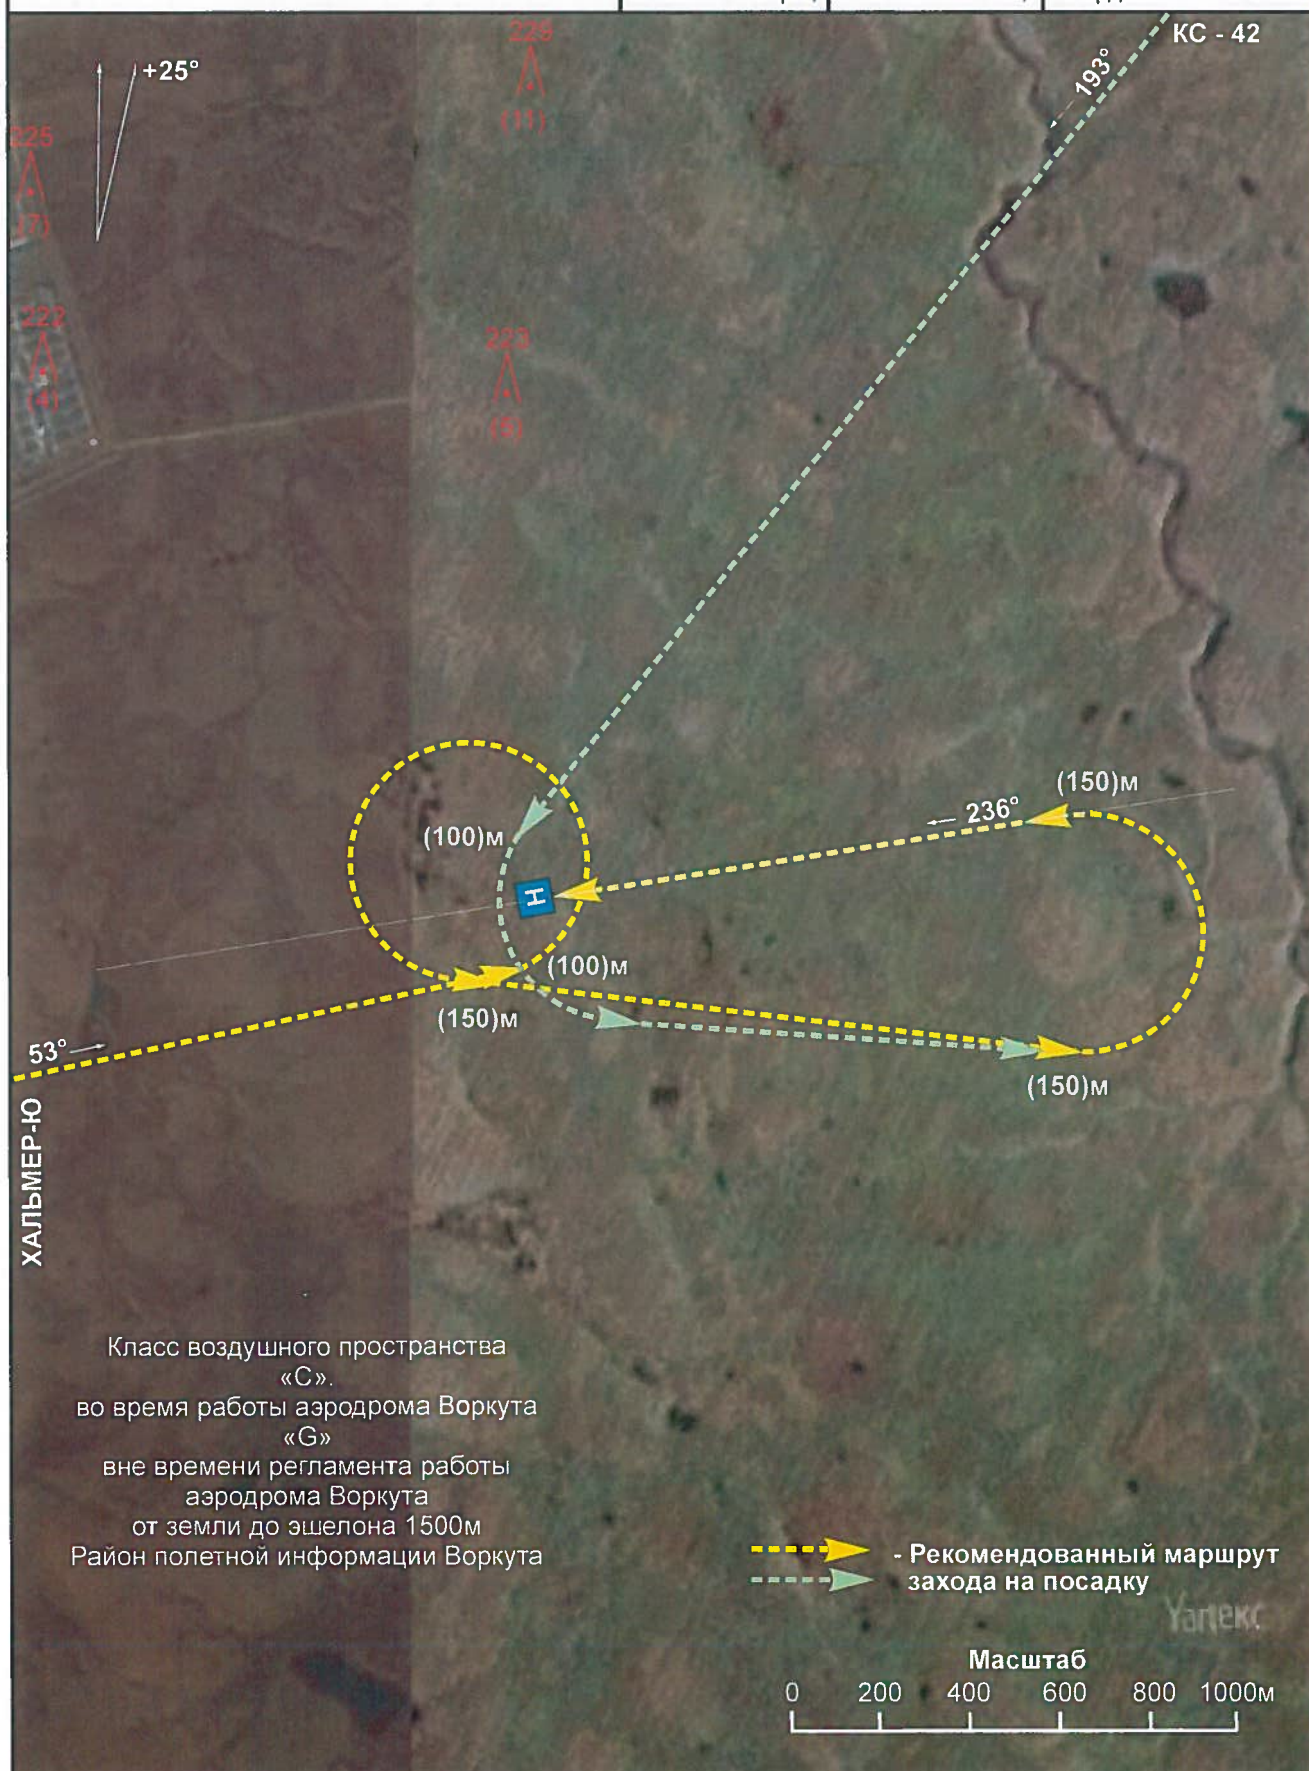 КС - 42
+25°
193°
229
(11)
225
(7)
222
(4)
223
(5)
(150)м
236°
(100)м
H
(100)м
(150)м
53°
(150)м
ХАЛЬМЕР-Ю
Класс воздушного пространства
«C».
во время работы аэродрома Воркута
«G»
вне времени регламента работы
аэродрома Воркута
от земли до эшелона 1500м
Район полетной информации Воркута
- Рекомендованный маршрут
захода на посадку
Яндекс
Масштаб
0 200 400 600 800 1000м